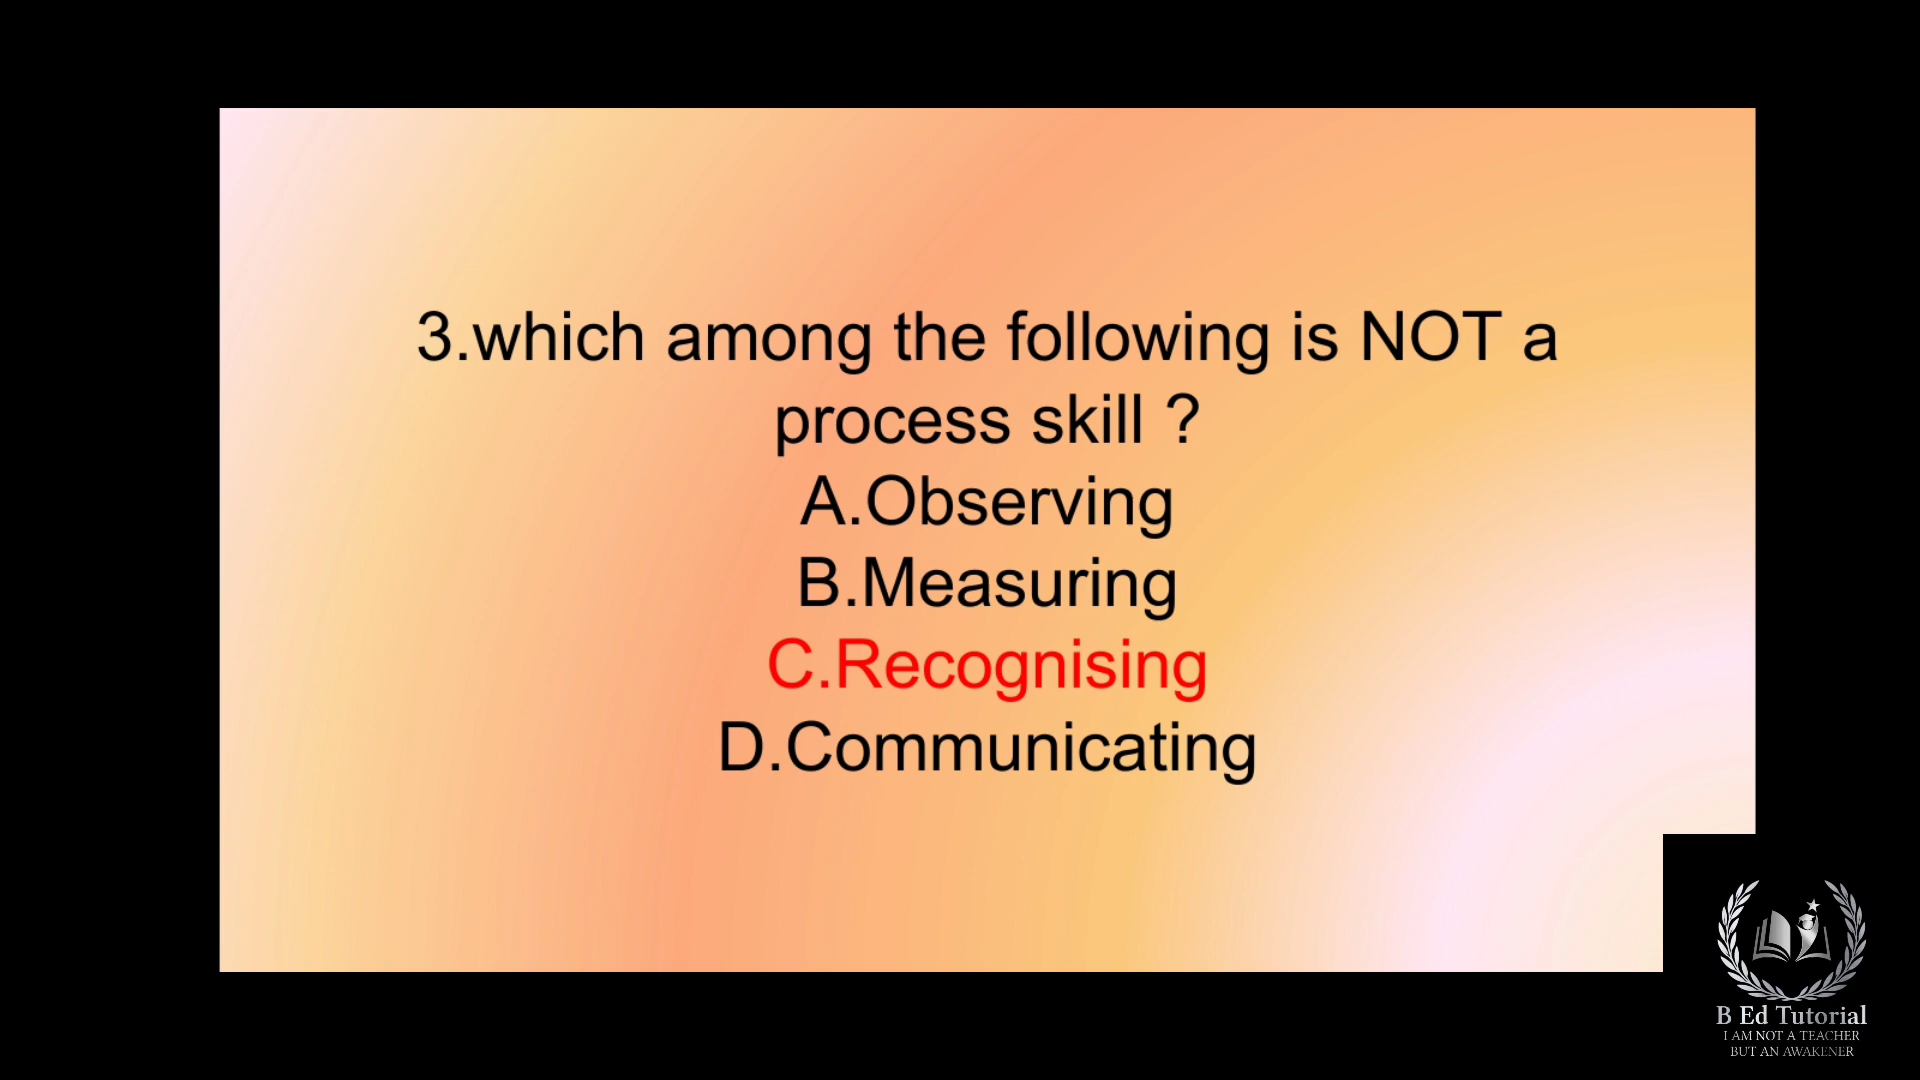 3.which among the following is NOT a
process skill ?
A.Observing
B.Measuring
C.Recognising
D.Communicating
B Ed Tutorial
I AM NOT A TEACHER
BUT AN AWAKENER